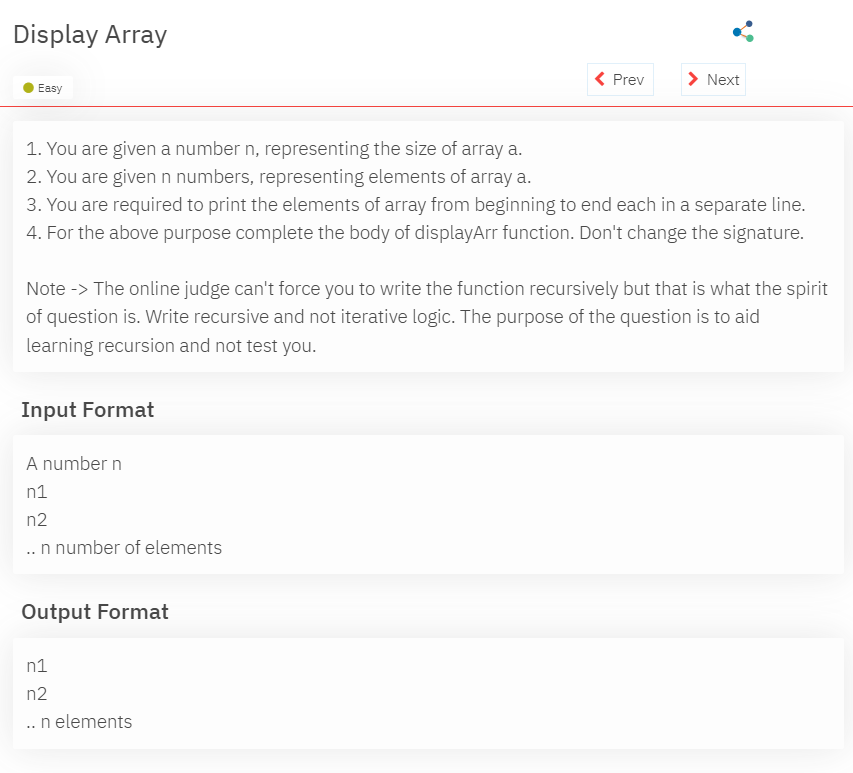 Display Array
Easy
Prev
Next
1. You are given a number n, representing the size of array a.
2. You are given n numbers, representing elements of array a.
3. You are required to print the elements of array from beginning to end each in a separate line.
4. For the above purpose complete the body of displayArr function. Don't change the signature.
Note -> The online judge can't force you to write the function recursively but that is what the spirit
of question is. Write recursive and not iterative logic. The purpose of the question is to aid
learning recursion and not test you.
Input Format
A number n
n1
n2
.. n number of elements
Output Format
n1
n2
.. n elements